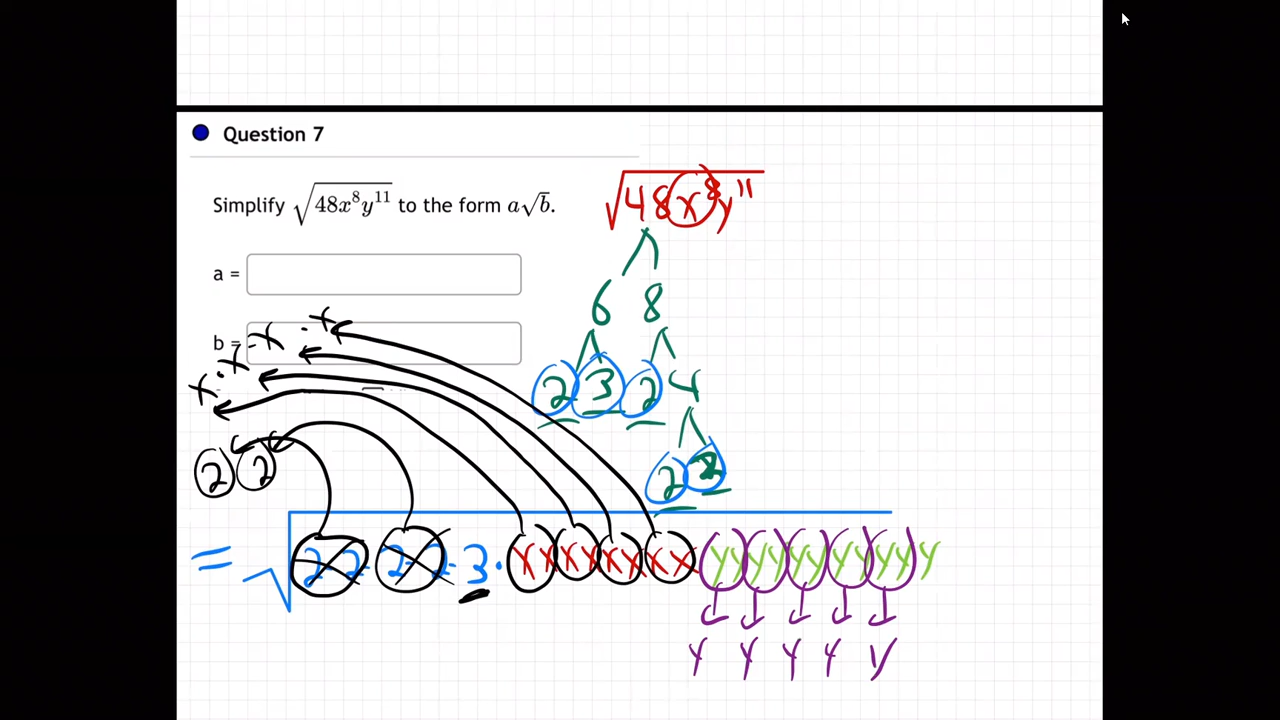 Question 7
Simplify √48x⁸y¹¹ to the form a√b.
√48x⁸y¹¹
a =
6 8
b =
x · x · x · x
2 3 2 4
2 2
2 2
= √2·2·2·2·3·xxxxxxxxyyyyyyyyyyy
y y y y y